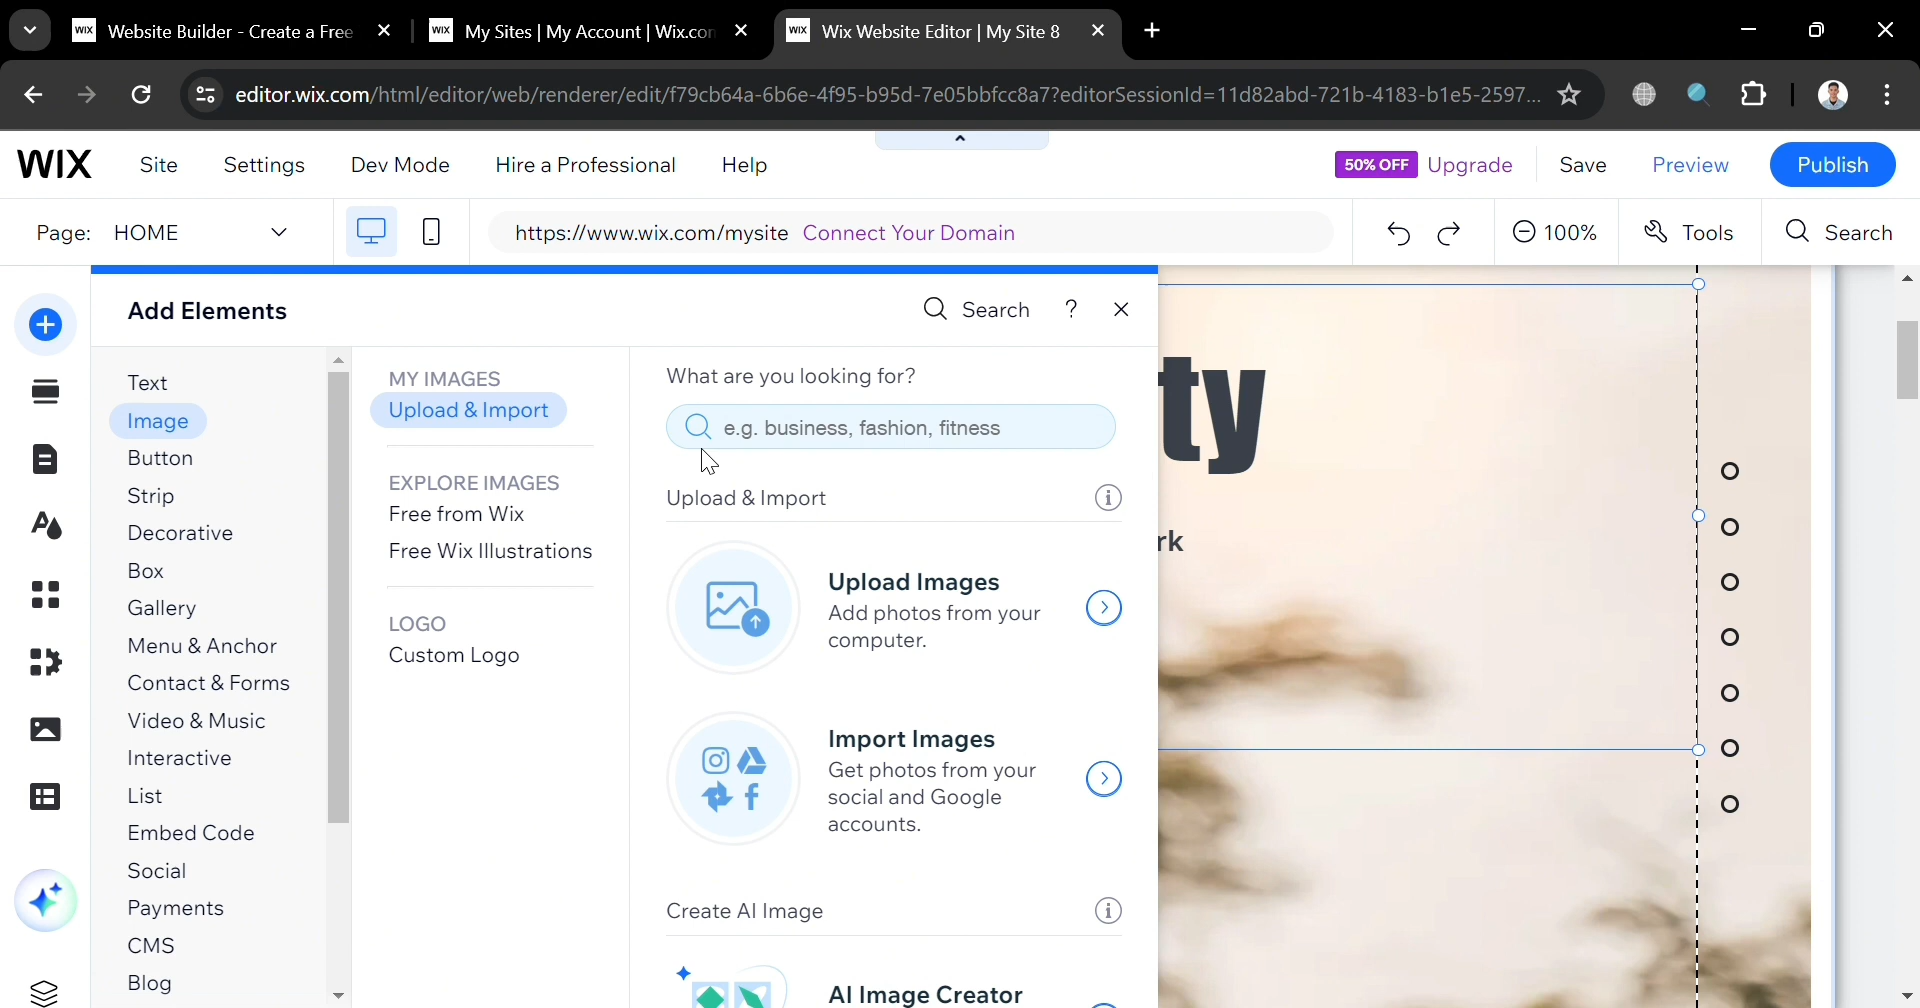 Website Builder - Create a Free
My Sites | My Account | Wix.con
Wix Website Editor | My Site 8
editor.wix.com/html/editor/web/renderer/edit/f79cb64a-6b6e-4f95-b95d-7e05bbfcc8a7?editorSessionId=11d82abd-721b-4183-b1e5-2597...
WIX Site Settings Dev Mode Hire a Professional Help 50% OFF Upgrade Save Preview Publish
Page: HOME https://www.wix.com/mysite Connect Your Domain 100% Tools Search
Add Elements Search ?
Text
Image
Button
Strip
Decorative
Box
Gallery
Menu & Anchor
Contact & Forms
Video & Music
Interactive
List
Embed Code
Social
Payments
CMS
Blog
MY IMAGES
Upload & Import
EXPLORE IMAGES
Free from Wix
Free Wix Illustrations
LOGO
Custom Logo
What are you looking for?
e.g. business, fashion, fitness
Upload & Import
Upload Images
Add photos from your
computer.
Import Images
Get photos from your
social and Google
accounts.
Create AI Image
AI Image Creator
ty
rk